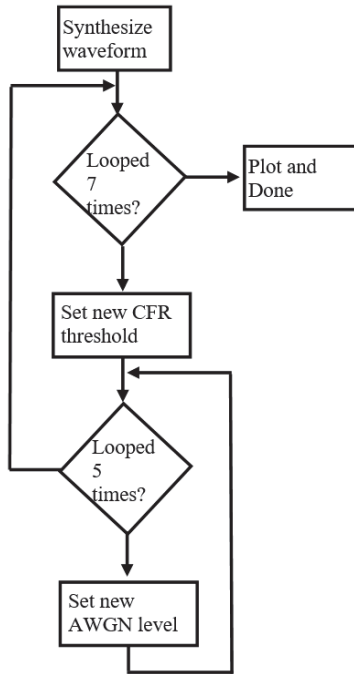 Synthesize
waveform
Looped
7
times?
Plot and
Done
Set new CFR
threshold
Looped
5
times?
Set new
AWGN level